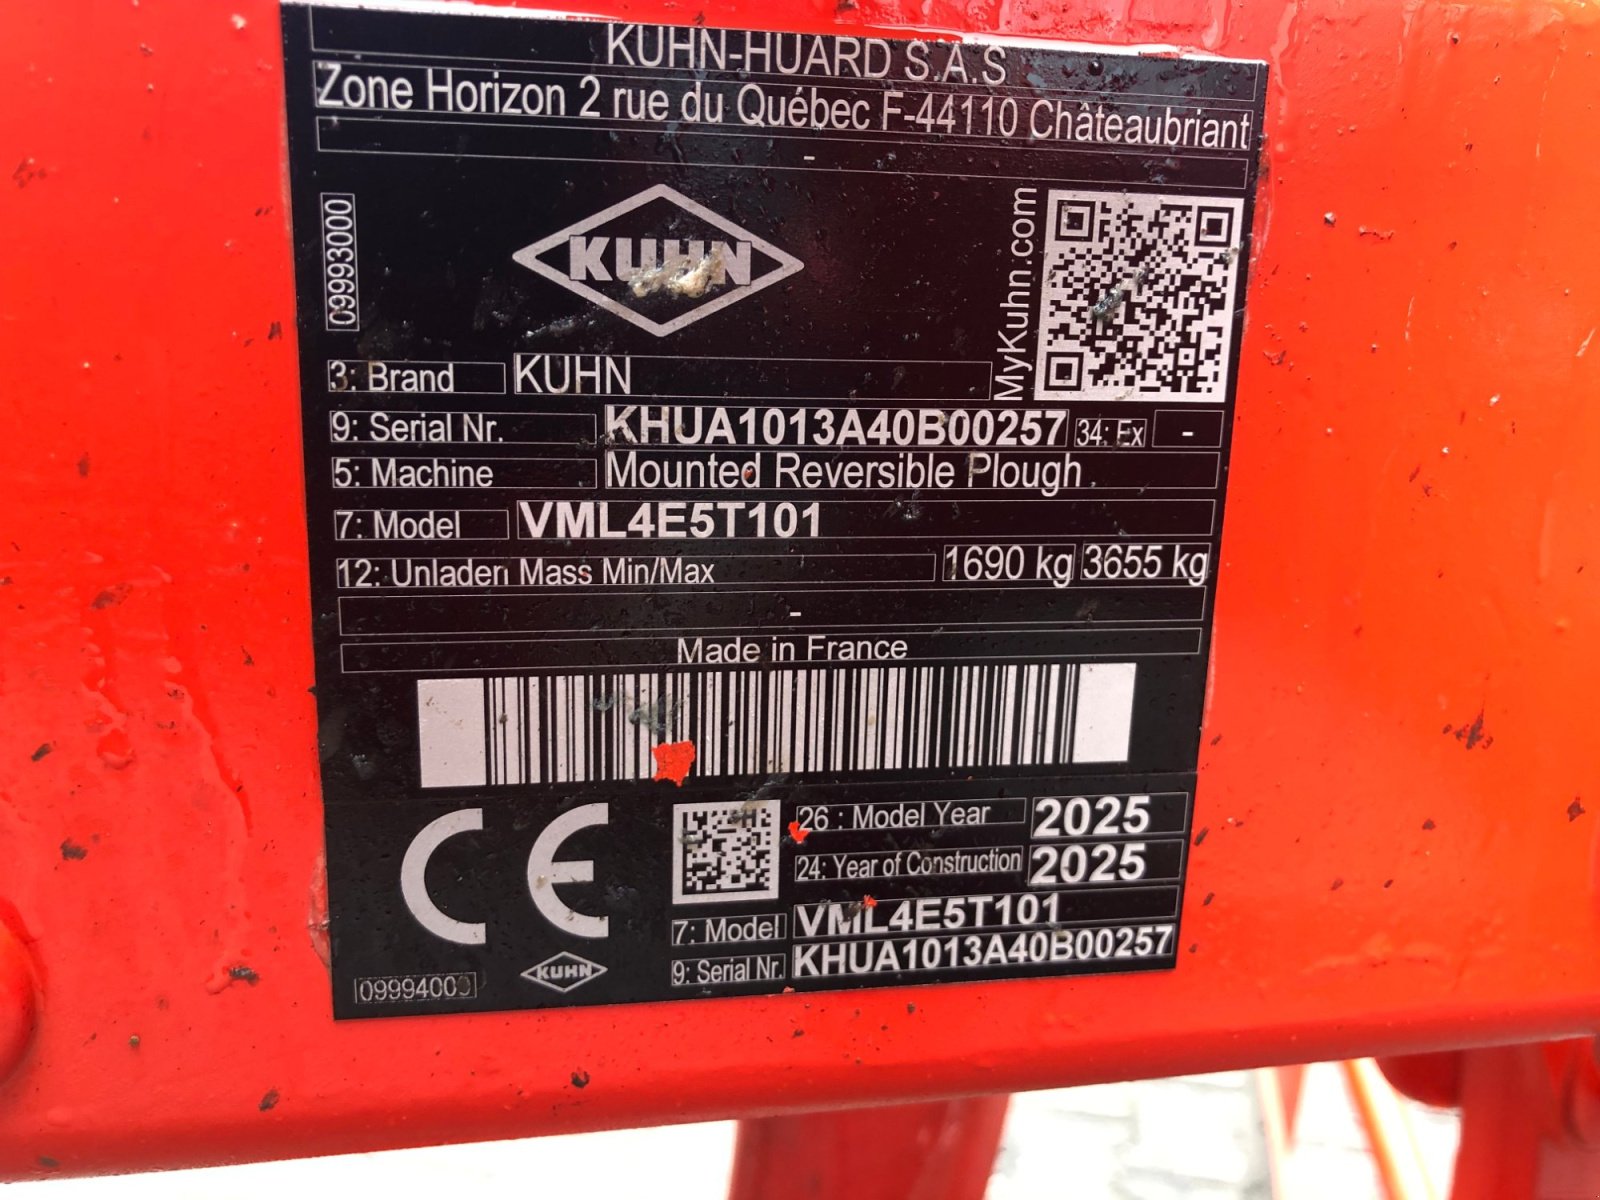 KUHN-HUARD S.A.S
Zone Horizon 2 rue du Québec F-44110 Châteaubriant
-
09993000
KUHN
MyKuhn.com
3: Brand KUHN
9: Serial Nr. KHUA1013A40B00257 34: Ex -
5: Machine Mounted Reversible Plough
7: Model VML4E5T101
12: Unladen Mass Min/Max 1690 kg 3655 kg
-
Made in France
CE
26 : Model Year 2025
24: Year of Construction 2025
7: Model VML4E5T101
9: Serial Nr. KHUA1013A40B00257
KUHN
09994000